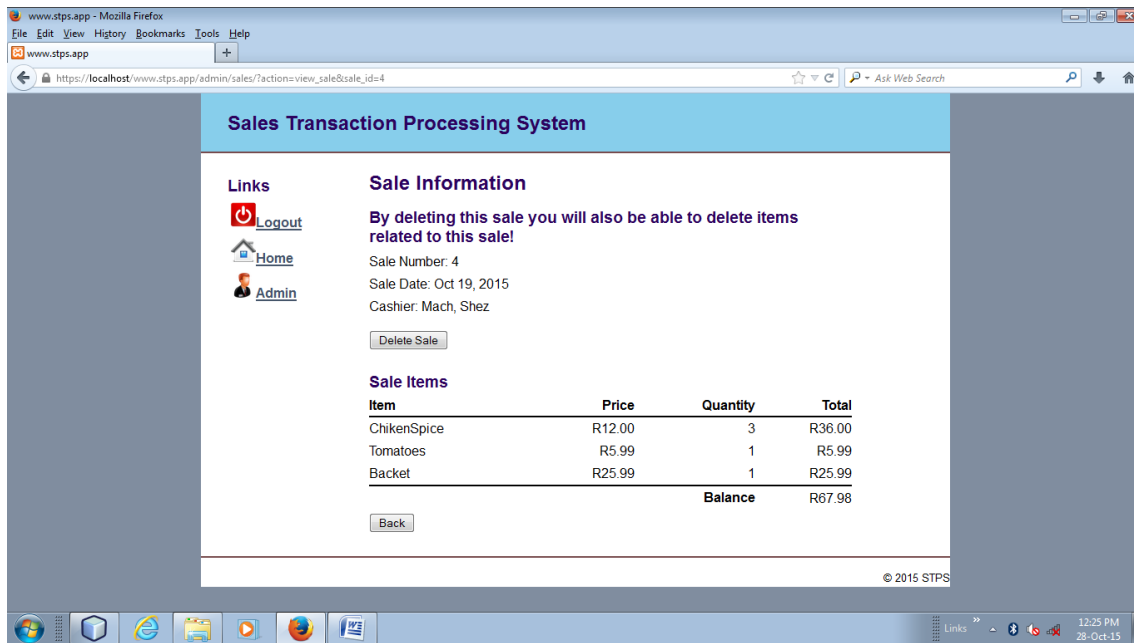 www.stps.app - Mozilla Firefox
File Edit View History Bookmarks Tools Help
www.stps.app +
https://localhost/www.stps.app/admin/sales/?action=view_sale&sale_id=4 Ask Web Search
Sales Transaction Processing System
Links
Logout
Home
Admin
Sale Information
By deleting this sale you will also be able to delete items
related to this sale!
Sale Number: 4
Sale Date: Oct 19, 2015
Cashier: Mach, Shez
Delete Sale
Sale Items
Item Price Quantity Total
ChikenSpice R12.00 3 R36.00
Tomatoes R5.99 1 R5.99
Backet R25.99 1 R25.99
Balance R67.98
Back
© 2015 STPS
Links » 12:25 PM
28-Oct-15